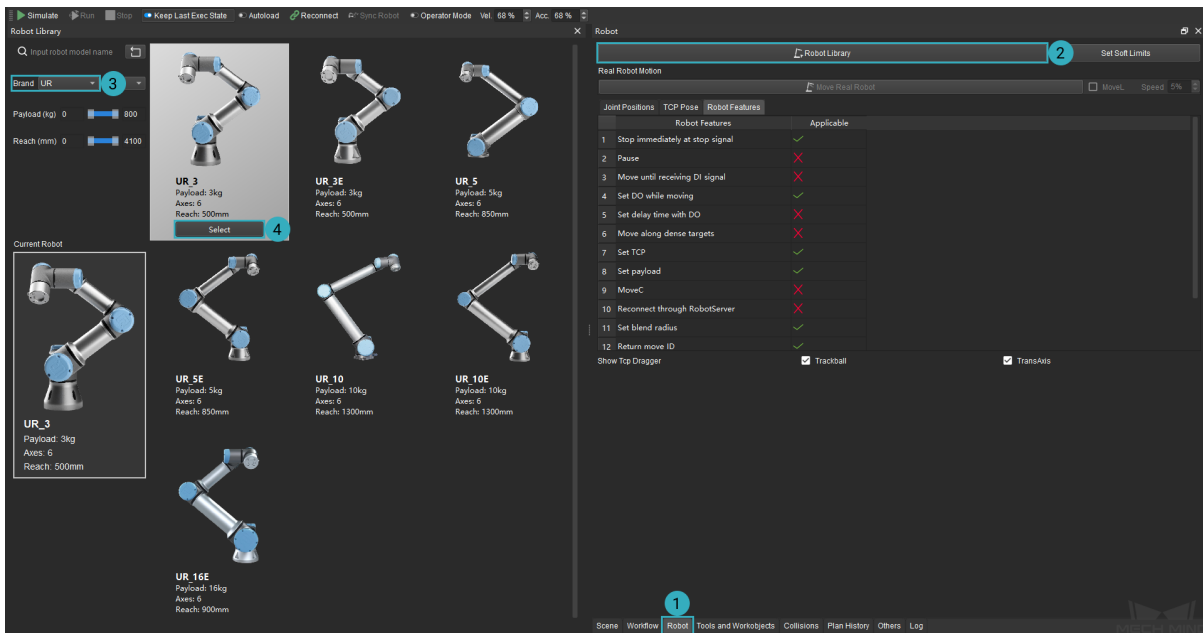 Simulate Run Stop Keep Last Exec State Autoload Reconnect Sync Robot Operator Mode Vel. 68 % Acc. 68 %
Robot Library
Input robot model name
Brand UR 3
Payload (kg) 0 800
Reach (mm) 0 4100
UR_3
Payload: 3kg
Axes: 6
Reach: 500mm
Select 4
UR_3E
Payload: 3kg
Axes: 6
Reach: 500mm
UR_5
Payload: 5kg
Axes: 6
Reach: 850mm
Current Robot
UR_3
Payload: 3kg
Axes: 6
Reach: 500mm
UR_5E
Payload: 5kg
Axes: 6
Reach: 850mm
UR_10
Payload: 10kg
Axes: 6
Reach: 1300mm
UR_10E
Payload: 10kg
Axes: 6
Reach: 1300mm
UR_16E
Payload: 16kg
Axes: 6
Reach: 900mm
Robot
Robot Library 2 Set Soft Limits
Real Robot Motion
Move Real Robot MoveL Speed 5%
Joint Positions TCP Pose Robot Features
Robot Features Applicable
1 Stop immediately at stop signal
2 Pause
3 Move until receiving DI signal
4 Set DO while moving
5 Set delay time with DO
6 Move along dense targets
7 Set TCP
8 Set payload
9 MoveC
10 Reconnect through RobotServer
11 Set blend radius
12 Return move ID
Show Tcp Dragger Trackball TransAxis
1
Scene Workflow Robot Tools and Workobjects Collisions Plan History Others Log
MECH MIND